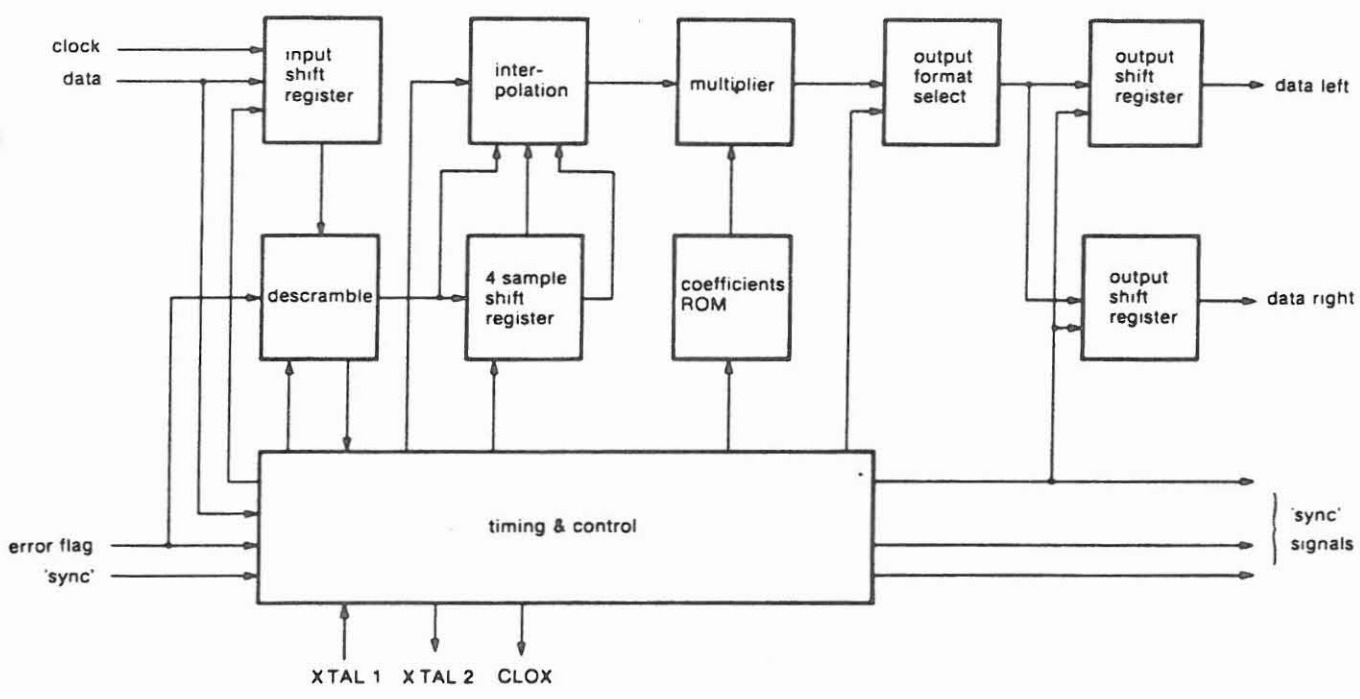 clock
data
input
shift
register
inter-
polation
multiplier
output
format
select
output
shift
register
data left
descramble
4 sample
shift
register
coefficients
ROM
output
shift
register
data right
timing & control
error flag
'sync'
'sync'
signals
XTAL 1
XTAL 2
CLOX